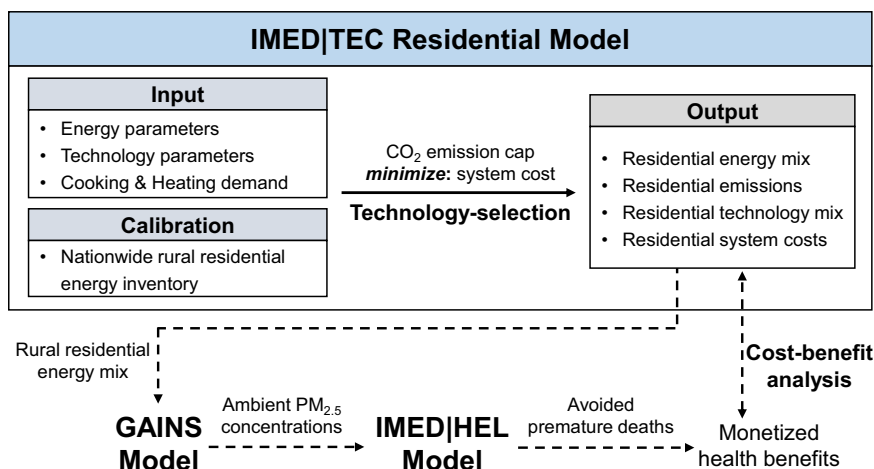 IMED|TEC Residential Model
Input
• Energy parameters
• Technology parameters
• Cooking & Heating demand
Calibration
• Nationwide rural residential
energy inventory
CO₂ emission cap
minimize: system cost
Technology-selection
Output
• Residential energy mix
• Residential emissions
• Residential technology mix
• Residential system costs
Rural residential
energy mix
Cost-benefit
analysis
GAINS
Model
Ambient PM₂.₅
concentrations
IMED|HEL
Model
Avoided
premature deaths
Monetized
health benefits